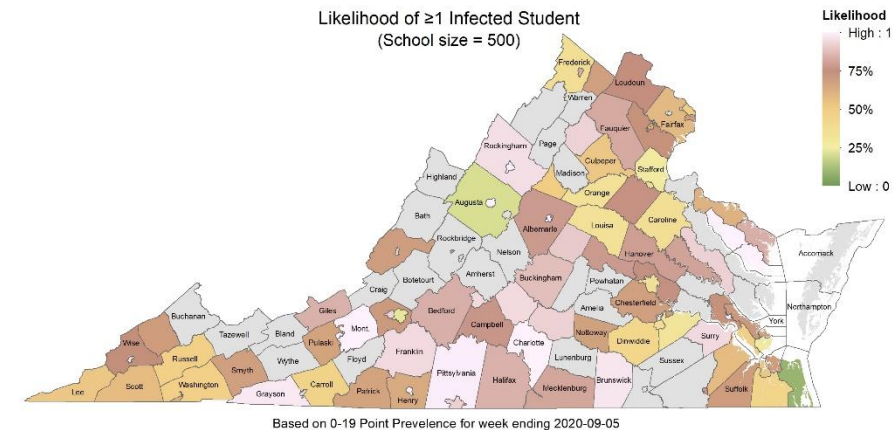 Likelihood of ≥1 Infected Student
(School size = 500)
Likelihood
High : 1
75%
50%
25%
Low : 0
Frederick
Loudoun
Warren
Fauquier
Fairfax
Rockingham
Page
Culpeper
Madison
Stafford
Highland
Orange
Augusta
Bath
Louisa
Caroline
Albemarle
Rockbridge
Nelson
Hanover
Accomack
Botetourt
Amherst
Buckingham
Powhatan
Craig
Amelia
Chesterfield
Northampton
Giles
Bedford
Buchanan
York
Campbell
Mont.
Nottoway
Dinwiddie
Surry
Tazewell
Bland
Wise
Pulaski
Franklin
Charlotte
Russell
Wythe
Floyd
Lunenburg
Sussex
Smyth
Pittsylvania
Brunswick
Scott
Washington
Carroll
Halifax
Mecklenburg
Suffolk
Lee
Grayson
Patrick
Henry
Based on 0-19 Point Prevelence for week ending 2020-09-05